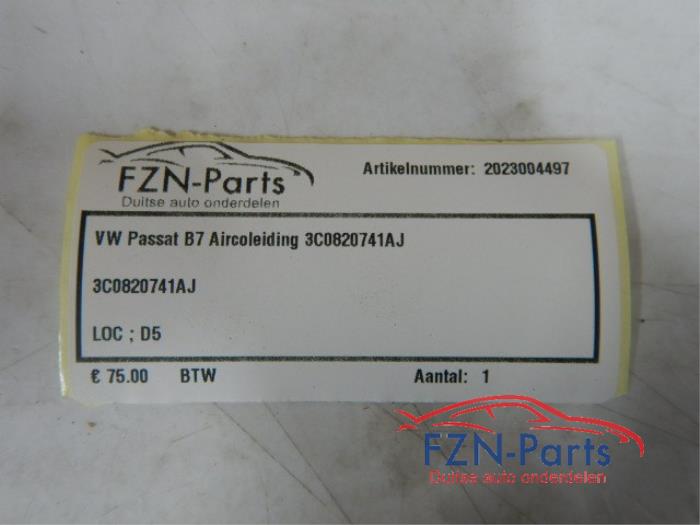 FZN-Parts
Duitse auto onderdelen
Artikelnummer: 2023004497
VW Passat B7 Aircoleiding 3C0820741AJ
3C0820741AJ
LOC ; D5
€ 75.00 BTW Aantal: 1
FZN-Parts
Duitse auto onderdelen